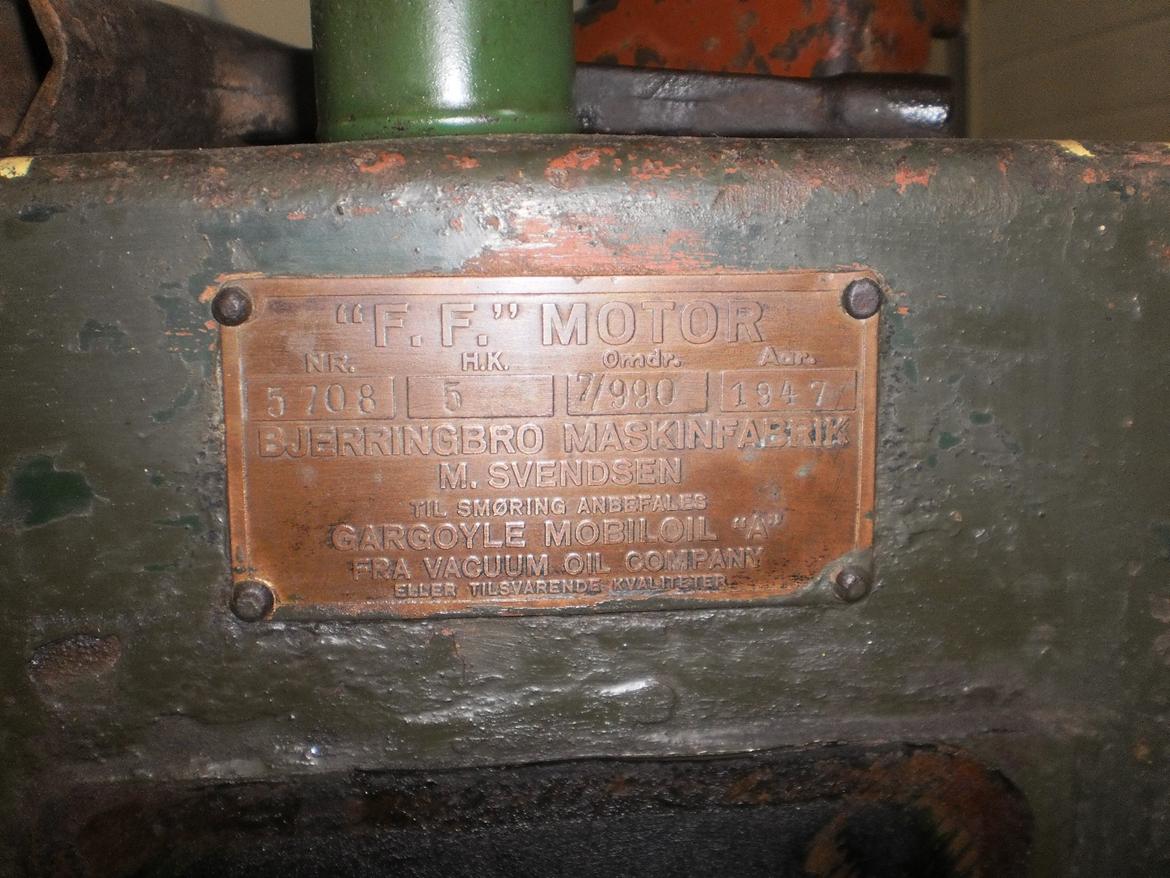 “F. F.” MOTOR
NR. H.K. Omdr. Aar.
5708 5 7/990 1947
BJERRINGBRO MASKINFABRIK
M. SVENDSEN
TIL SMØRING ANBEFALES
GARGOYLE MOBILOIL “A”
FRA VACUUM OIL COMPANY
ELLER TILSVARENDE KVALITETER